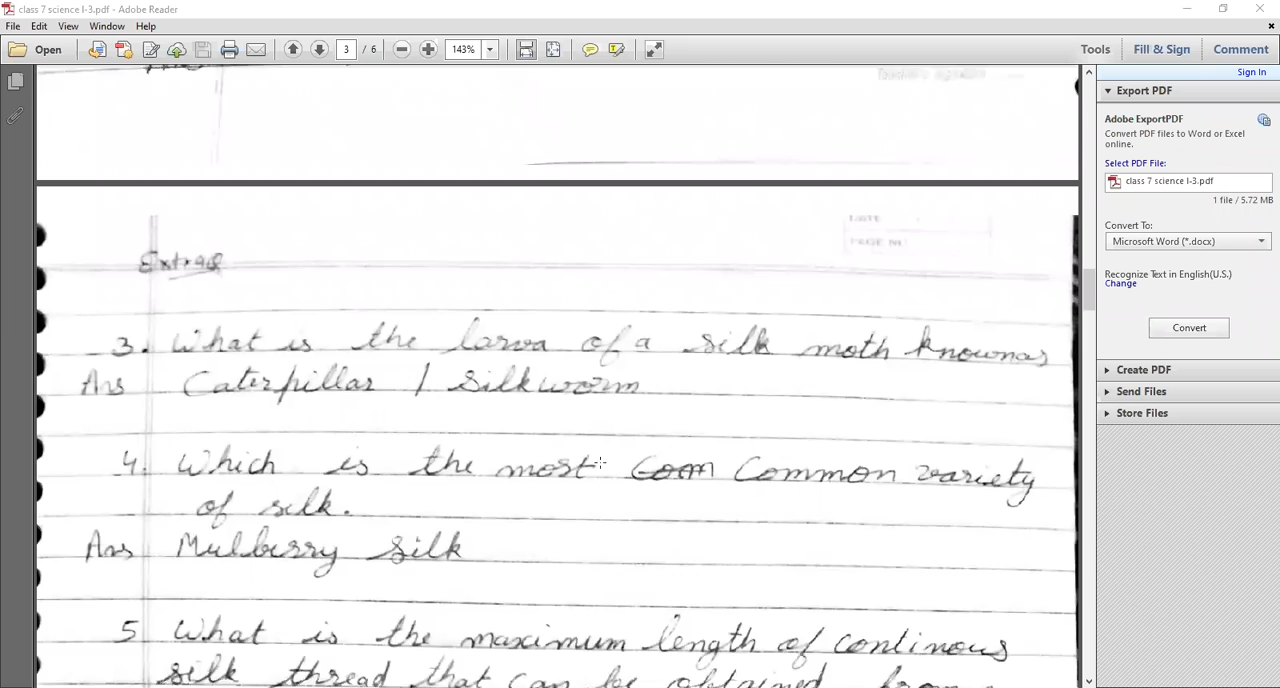 class 7 science I-3.pdf - Adobe Reader
File Edit View Window Help
Open 3 / 6 143% Tools Fill & Sign Comment
Sign In
Export PDF
Adobe ExportPDF
Convert PDF files to Word or Excel
online.
Select PDF File:
class 7 science I-3.pdf
1 file / 5.72 MB
Convert To:
Microsoft Word (*.docx)
Recognize Text in English(U.S.)
Change
Convert
Create PDF
Send Files
Store Files
DATE
PAGE NO.
3. What is the larva of a silk moth known as
Ans Caterpillar / Silkworm
4. Which is the most Common variety
of silk.
Ans Mulberry Silk
5 What is the maximum length of continous
silk thread that can be obtained from